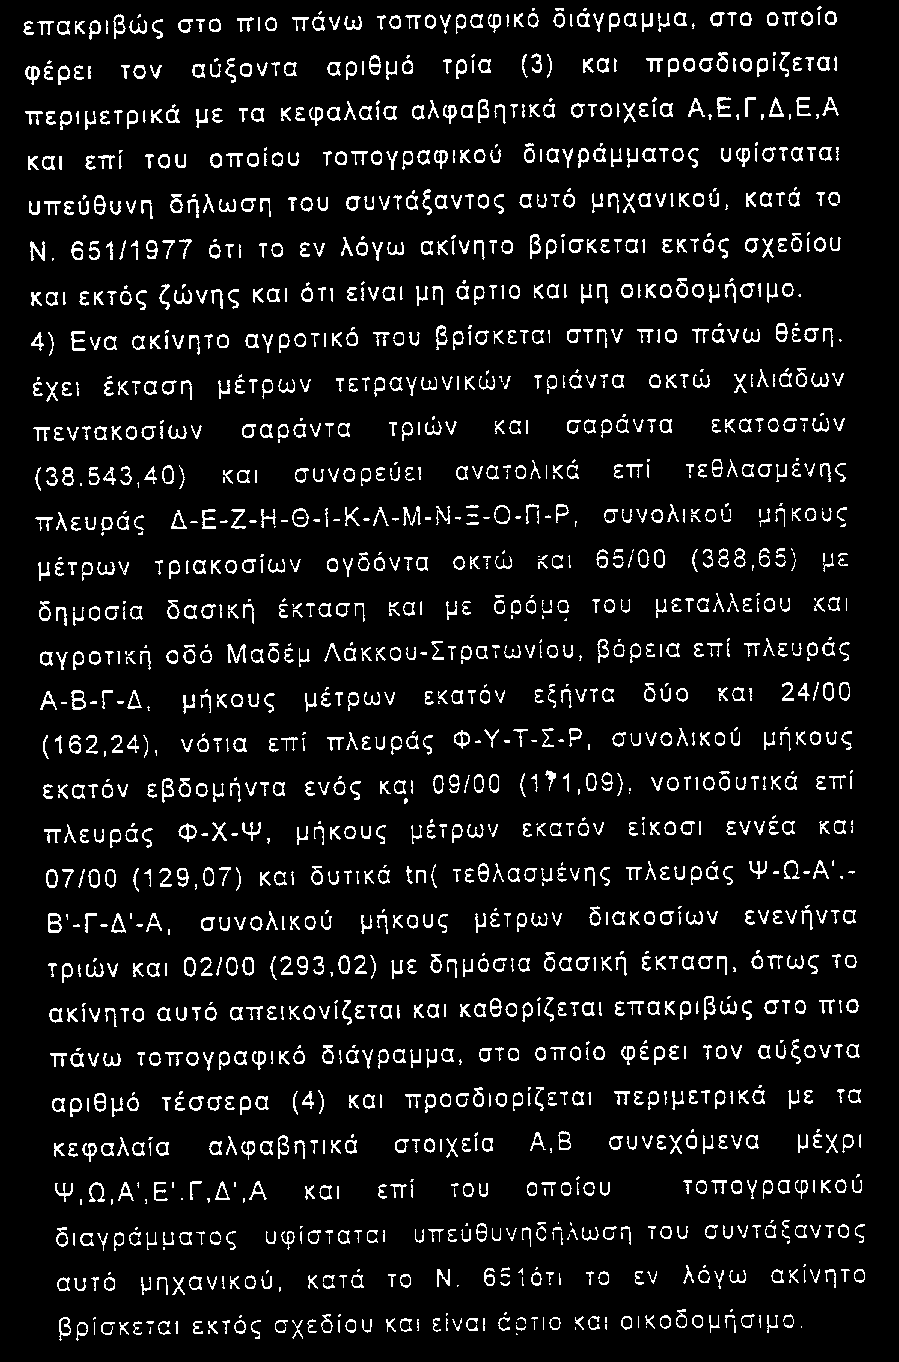 επακριβώς στο πιο πάνω τοπογραφικό διάγραμμα, στο οποίο
φέρει τον αύξοντα αριθμό τρία (3) και προσδιορίζεται
περιμετρικά με τα κεφαλαία αλφαβητικά στοιχεία Α,Ε,Γ,Δ,Ε,Α
και επί του οποίου τοπογραφικού διαγράμματος υφίσταται
υπεύθυνη δήλωση του συντάξαντος αυτό μηχανικού, κατά το
Ν. 651/1977 ότι το εν λόγω ακίνητο βρίσκεται εκτός σχεδίου
και εκτός ζώνης και ότι είναι μη άρτιο και μη οικοδομήσιμο.
4) Ενα ακίνητο αγροτικό που βρίσκεται στην πιο πάνω θέση,
έχει έκταση μέτρων τετραγωνικών τριάντα οκτώ χιλιάδων
πεντακοσίων σαράντα τριών και σαράντα εκατοστών
(38.543,40) και συνορεύει ανατολικά επί τεθλασμένης
πλευράς Δ-Ε-Ζ-Η-Θ-Ι-Κ-Λ-Μ-Ν-Ξ-Ο-Π-Ρ, συνολικού μήκους
μέτρων τριακοσίων ογδόντα οκτώ και 65/00 (388,65) με
δημοσία δασική έκταση και με δρόμο του μεταλλείου και
αγροτική οδό Μαδέμ Λάκκου-Στρατωνίου, βόρεια επί πλευράς
Α-Β-Γ-Δ, μήκους μέτρων εκατόν εξήντα δύο και 24/00
(162,24), νότια επί πλευράς Φ-Υ-Τ-Σ-Ρ, συνολικού μήκους
εκατόν εβδομήντα ενός και 09/00 (171,09), νοτιοδυτικά επί
πλευράς Φ-Χ-Ψ, μήκους μέτρων εκατόν είκοσι εννέα και
07/00 (129,07) και δυτικά tn( τεθλασμένης πλευράς Ψ-Ω-Α'.-
Β'-Γ-Δ'-Α, συνολικού μήκους μέτρων διακοσίων ενενήντα
τριών και 02/00 (293,02) με δημόσια δασική έκταση, όπως το
ακίνητο αυτό απεικονίζεται και καθορίζεται επακριβώς στο πιο
πάνω τοπογραφικό διάγραμμα, στο οποίο φέρει τον αύξοντα
αριθμό τέσσερα (4) και προσδιορίζεται περιμετρικά με τα
κεφαλαία αλφαβητικά στοιχεία Α,Β συνεχόμενα μέχρι
Ψ,Ω,Α',Ε'.Γ,Δ',Α και επί του οποίου τοπογραφικού
διαγράμματος υφίσταται υπεύθυνηδήλωση του συντάξαντος
αυτό μηχανικού, κατά το Ν. 651ότι το εν λόγω ακίνητο
βρίσκεται εκτός σχεδίου και είναι άρτιο και οικοδομήσιμο.